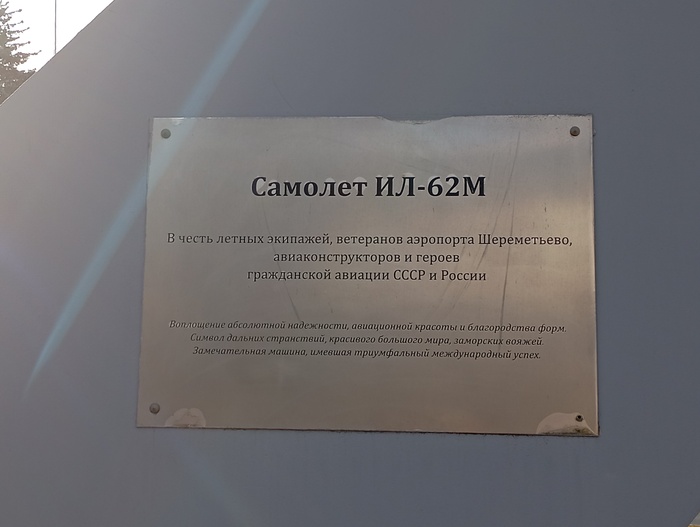 Самолет ИЛ-62М
В честь летных экипажей, ветеранов аэропорта Шереметьево,
авиаконструкторов и героев
гражданской авиации СССР и России
Воплощение абсолютной надежности, авиационной красоты и благородства форм.
Символ дальних странствий, красивого большого мира, заморских вояжей.
Замечательная машина, имевшая триумфальный международный успех.